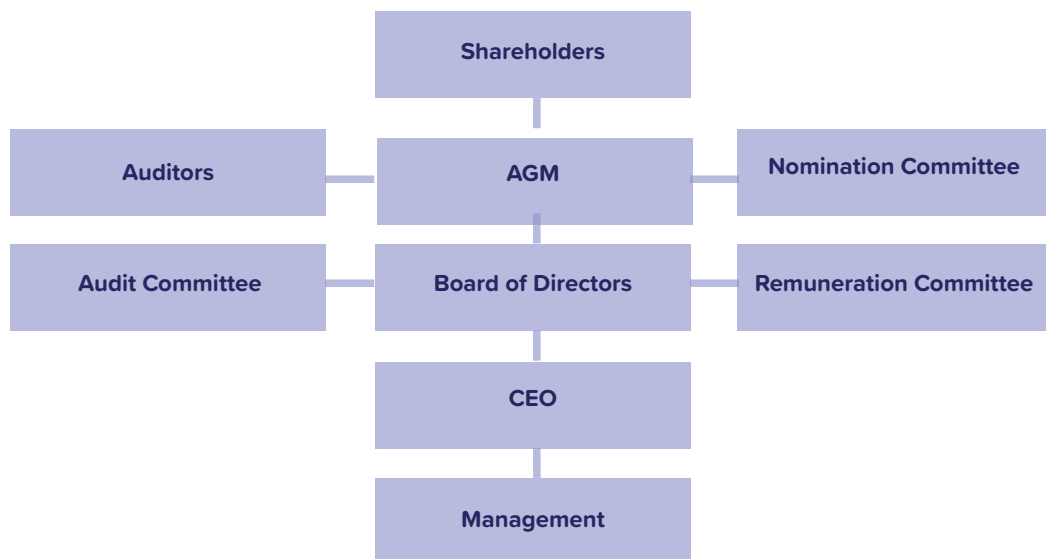 Shareholders
Auditors
AGM
Nomination Committee
Audit Committee
Board of Directors
Remuneration Committee
CEO
Management